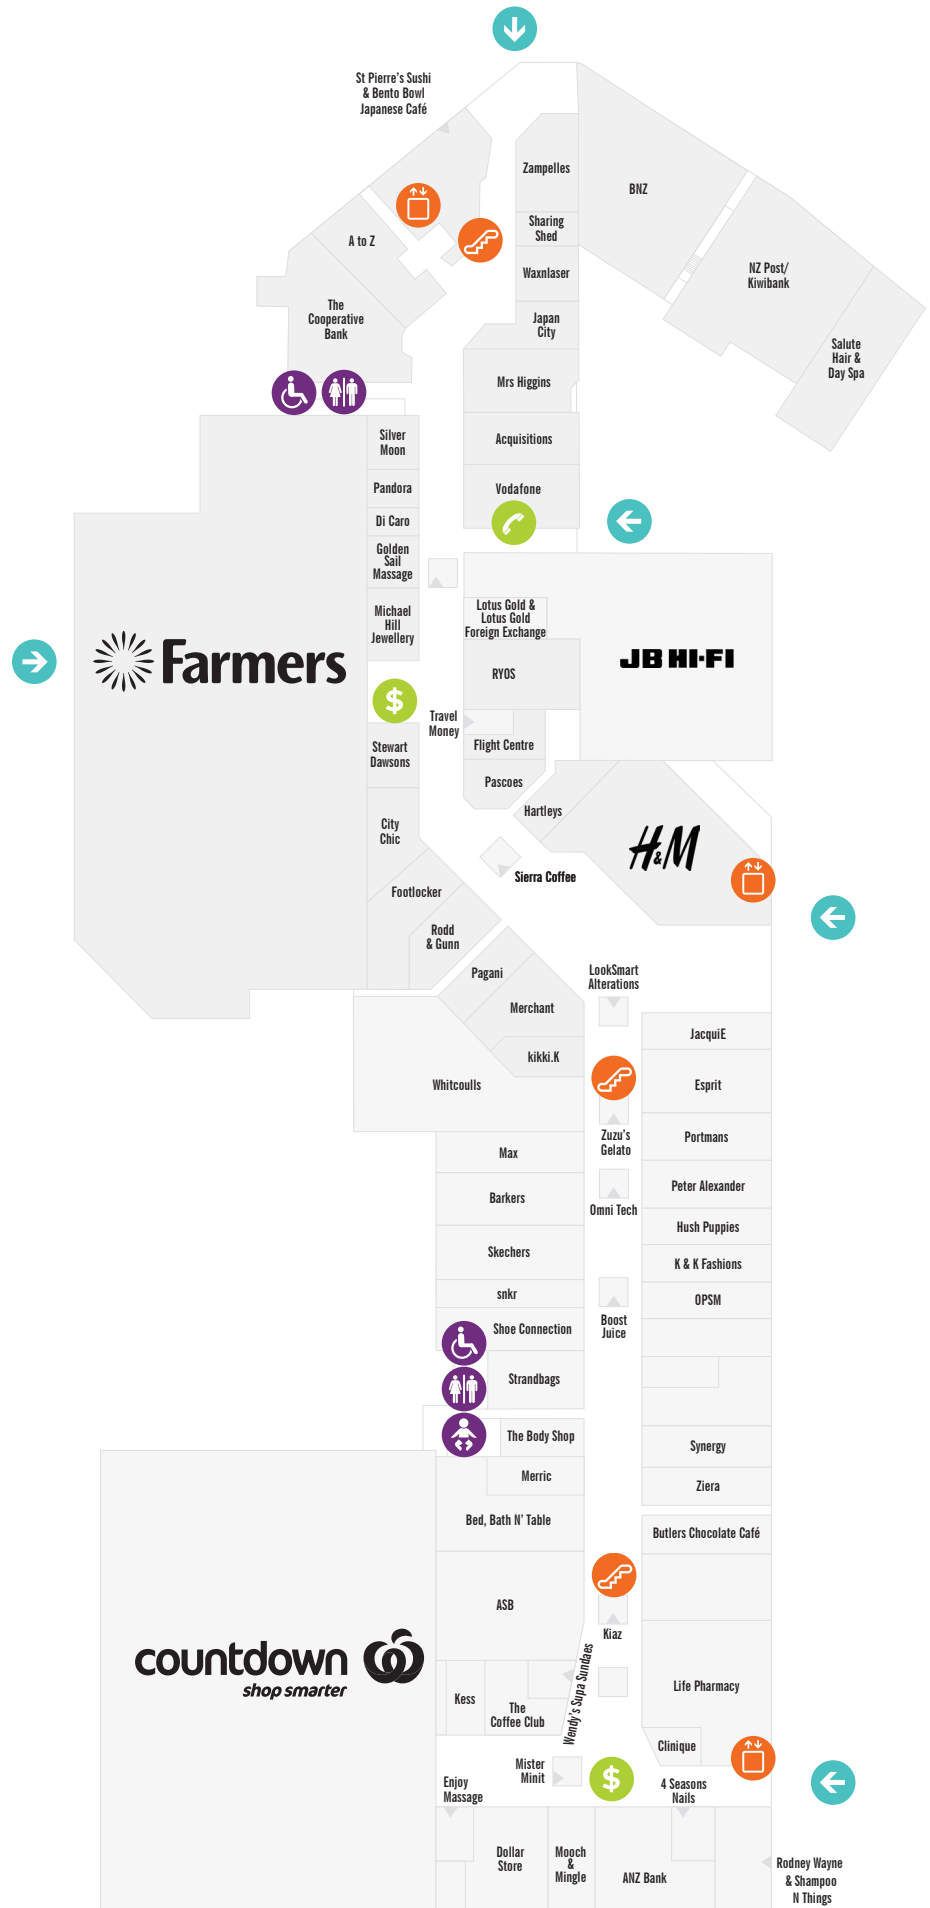 St Pierre's Sushi
& Bento Bowl
Japanese Café
Zampelles
BNZ
Sharing
Shed
A to Z
Waxnlaser
NZ Post/
Kiwibank
The
Cooperative
Bank
Japan
City
Salute
Hair &
Day Spa
Mrs Higgins
Silver
Moon
Acquisitions
Pandora
Vodafone
Di Caro
Golden
Sail
Massage
Michael
Hill
Jewellery
Lotus Gold &
Lotus Gold
Foreign Exchange
Farmers
JB HI-FI
RYOS
$
Travel
Money
Stewart
Dawsons
Flight Centre
Pascoes
City
Chic
Hartleys
H&M
Sierra Coffee
Footlocker
Rodd
& Gunn
Pagani
LookSmart
Alterations
Merchant
JacquiE
kikki.K
Whitcoulls
Esprit
Zuzu's
Gelato
Portmans
Max
Peter Alexander
Barkers
Omni Tech
Hush Puppies
Skechers
K & K Fashions
snkr
OPSM
Shoe Connection
Boost
Juice
Strandbags
The Body Shop
Synergy
Merric
Ziera
Bed, Bath N' Table
Butlers Chocolate Café
ASB
Kiaz
countdown
shop smarter
Wendy's Supa Sundaes
Kess
The
Coffee Club
Life Pharmacy
Clinique
Mister
Minit
$
Enjoy
Massage
4 Seasons
Nails
Dollar
Store
Mooch
&
Mingle
ANZ Bank
Rodney Wayne
& Shampoo
N Things